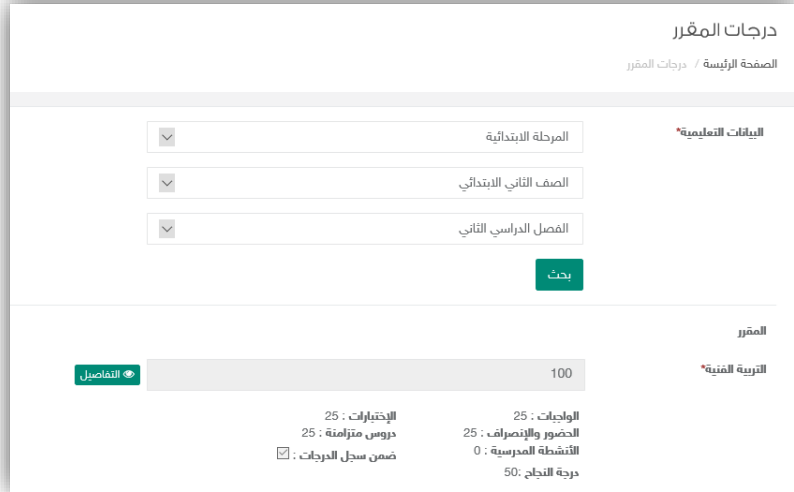 درجات المقرر
الصفحة الرئيسة / درجات المقرر
البيانات التعليمية*
المرحلة الابتدائية
الصف الثاني الابتدائي
الفصل الدراسي الثاني
بحث
المقرر
التربية الفنية* 100 التفاصيل
الواجبات : 25 الإختبارات : 25
الحضور والإنصراف : 25 دروس متزامنة : 25
الأنشطة المدرسية : 0 ضمن سجل الدرجات :
درجة النجاح :50